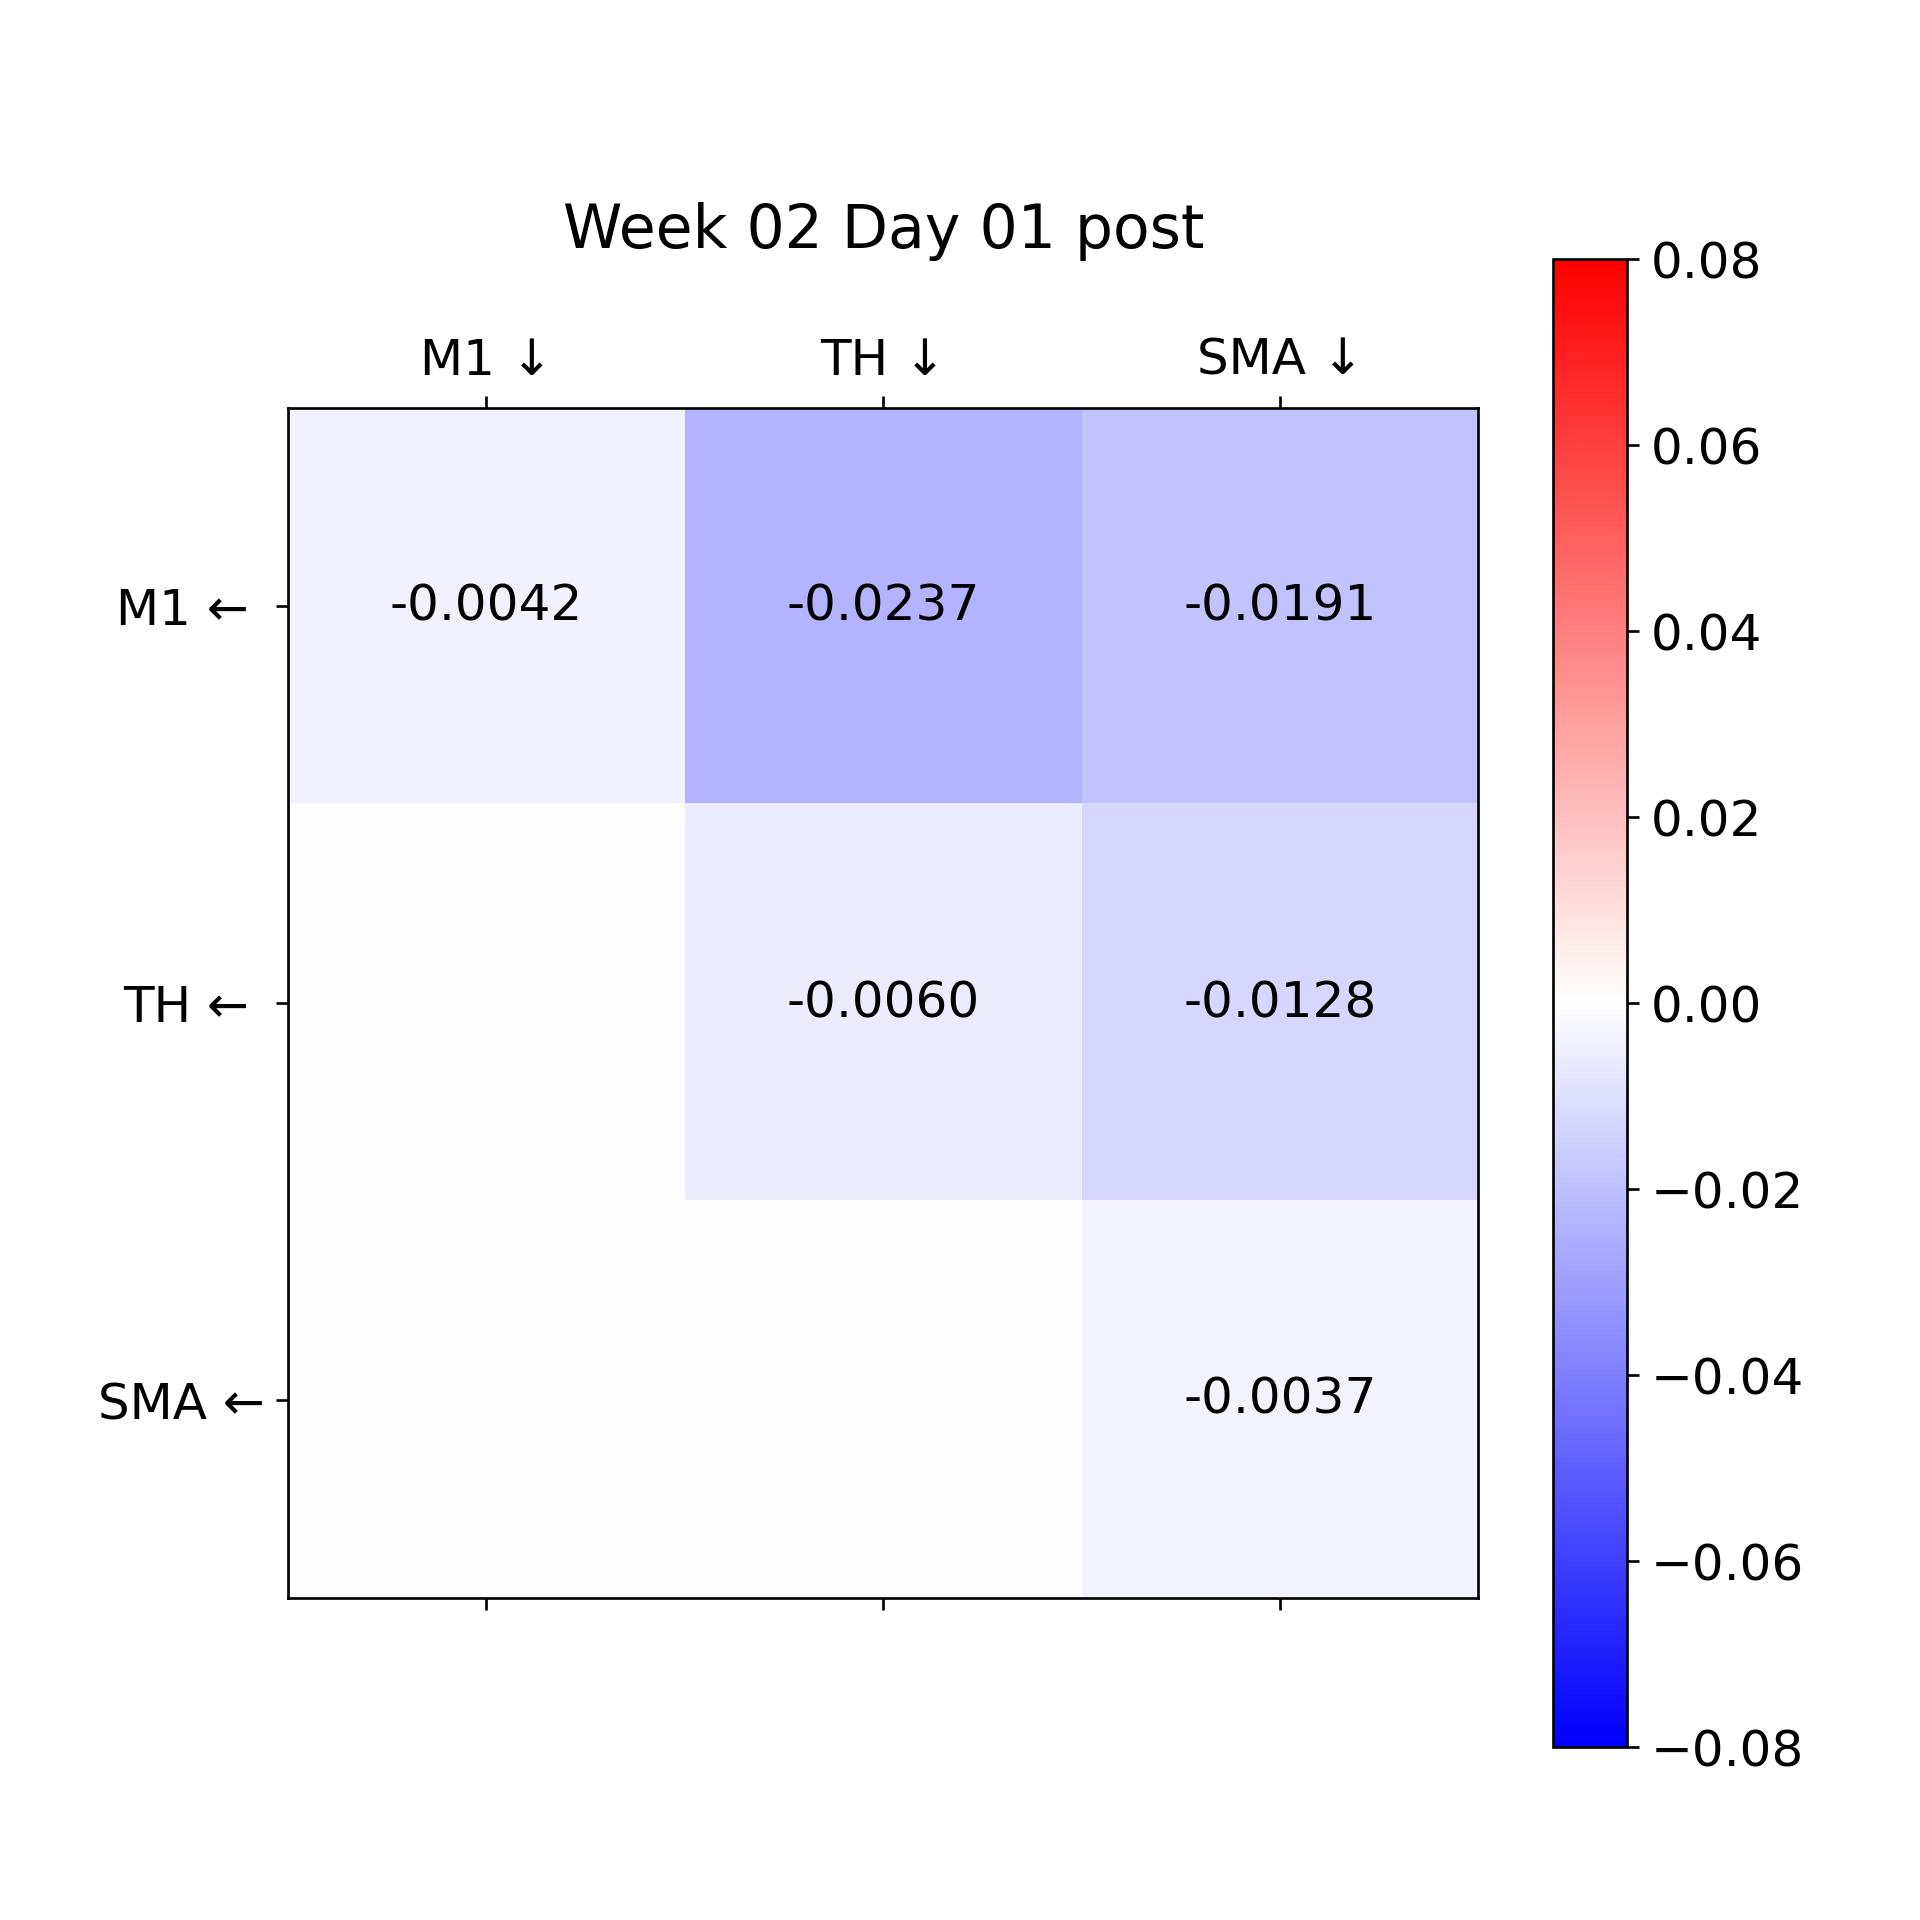 Week 02 Day 01 post
M1 ↓ TH ↓ SMA ↓
M1 ← -0.0042 -0.0237 -0.0191
TH ← -0.0060 -0.0128
SMA ← -0.0037
0.08
0.06
0.04
0.02
0.00
−0.02
−0.04
−0.06
−0.08